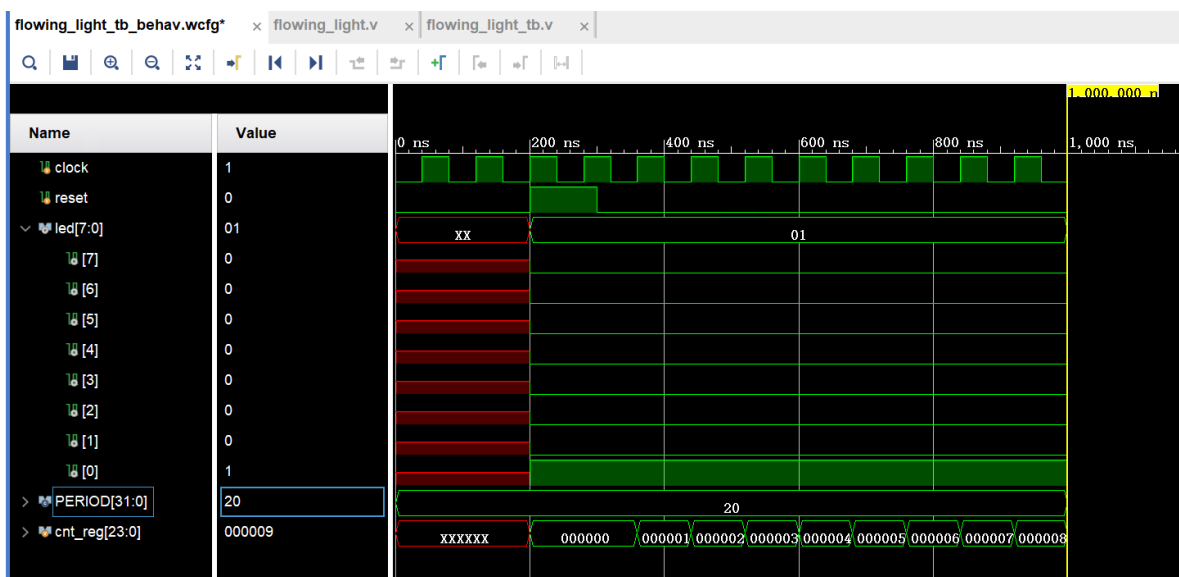 flowing_light_tb_behav.wcfg* × flowing_light.v × flowing_light_tb.v ×
1,000,000 n
Name Value
0 ns 200 ns 400 ns 600 ns 800 ns 1,000 ns
clock 1
reset 0
led[7:0] 01 XX 01
[7] 0
[6] 0
[5] 0
[4] 0
[3] 0
[2] 0
[1] 0
[0] 1
PERIOD[31:0] 20 20
cnt_reg[23:0] 000009 XXXXXX 000000 000001 000002 000003 000004 000005 000006 000007 000008